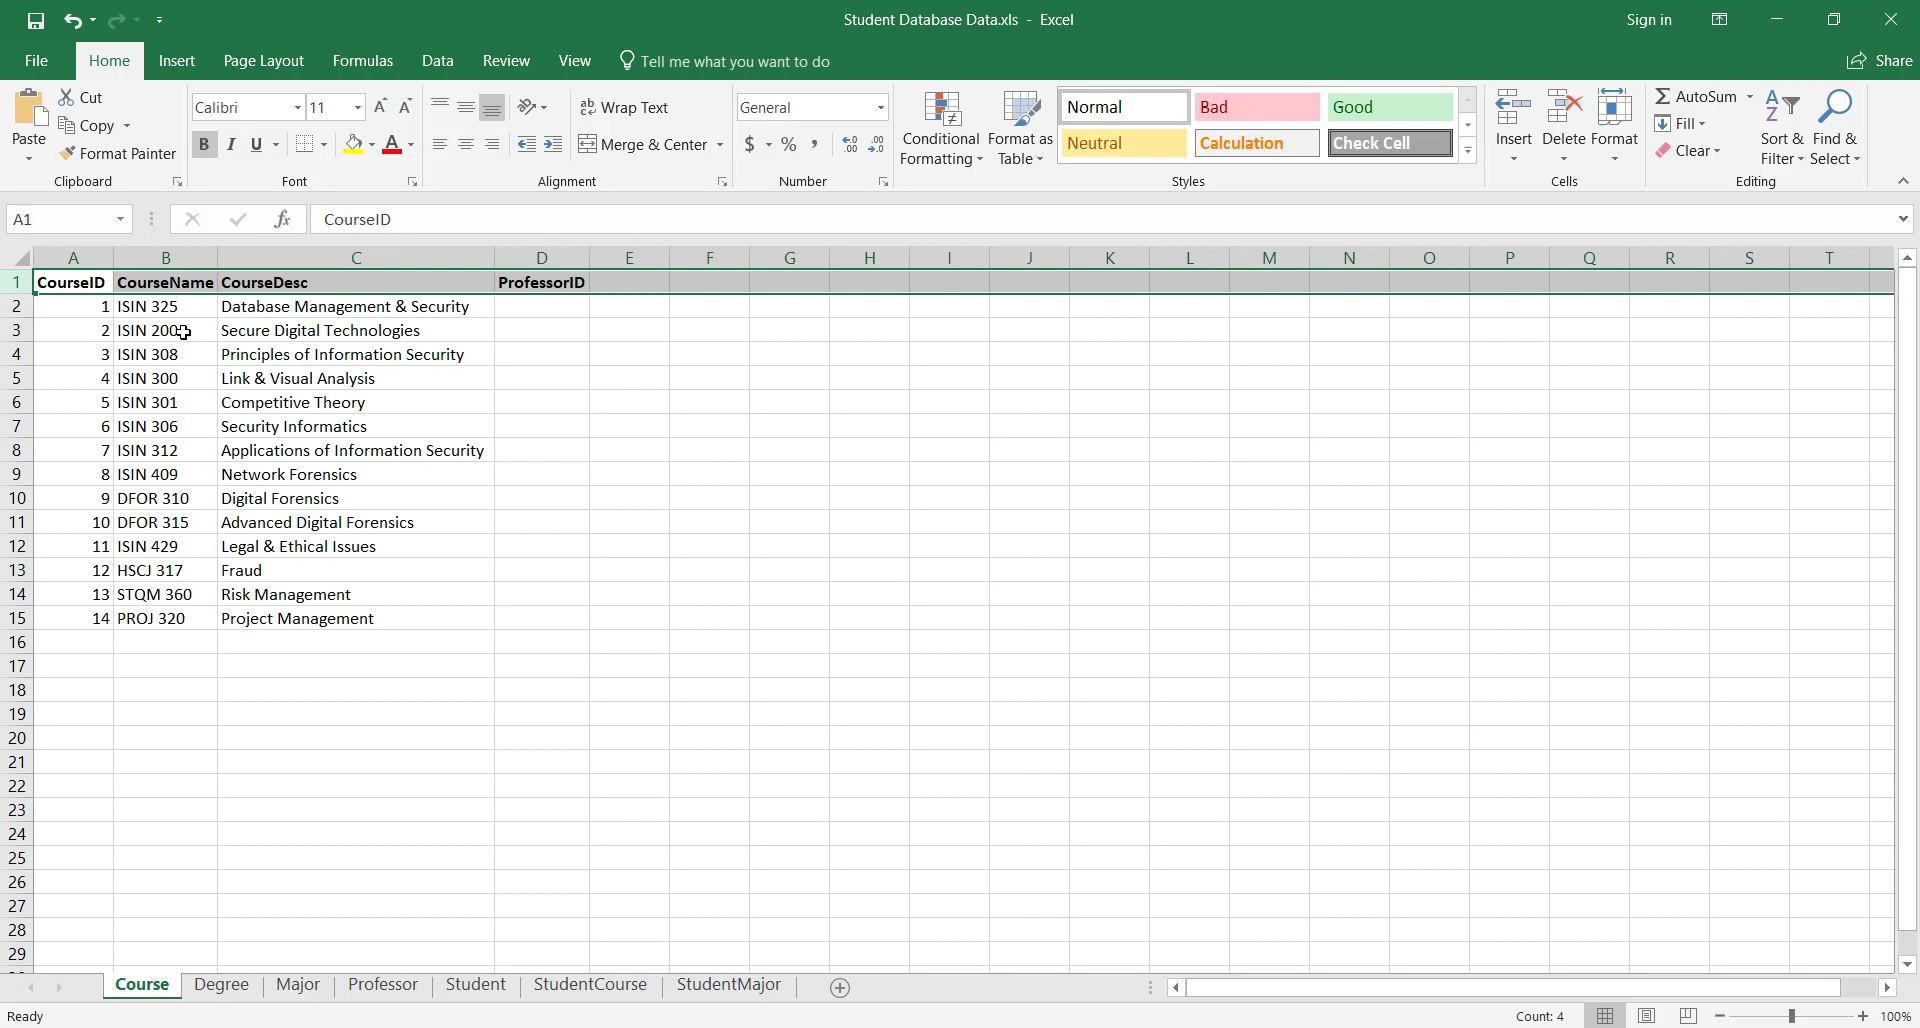 Student Database Data.xls - Excel
Sign in
File Home Insert Page Layout Formulas Data Review View Tell me what you want to do Share
Paste
Cut
Copy
Format Painter
Clipboard
Calibri 11 A A
B I U A
Font
ab Wrap Text
Merge & Center
Alignment
General
$ % , .00 .00
Number
Conditional Formatting
Format as Table
Normal Bad Good
Neutral Calculation Check Cell
Styles
Insert Delete Format
Cells
AutoSum
Fill
Clear
Sort & Filter
Find & Select
Editing
A1 fx CourseID
A B C D E F G H I J K L M N O P Q R S T
1 CourseID CourseName CourseDesc ProfessorID
2 1 ISIN 325 Database Management & Security
3 2 ISIN 200 Secure Digital Technologies
4 3 ISIN 308 Principles of Information Security
5 4 ISIN 300 Link & Visual Analysis
6 5 ISIN 301 Competitive Theory
7 6 ISIN 306 Security Informatics
8 7 ISIN 312 Applications of Information Security
9 8 ISIN 409 Network Forensics
10 9 DFOR 310 Digital Forensics
11 10 DFOR 315 Advanced Digital Forensics
12 11 ISIN 429 Legal & Ethical Issues
13 12 HSCJ 317 Fraud
14 13 STQM 360 Risk Management
15 14 PROJ 320 Project Management
16
17
18
19
20
21
22
23
24
25
26
27
28
29
Course Degree Major Professor Student StudentCourse StudentMajor
Ready Count: 4 100%